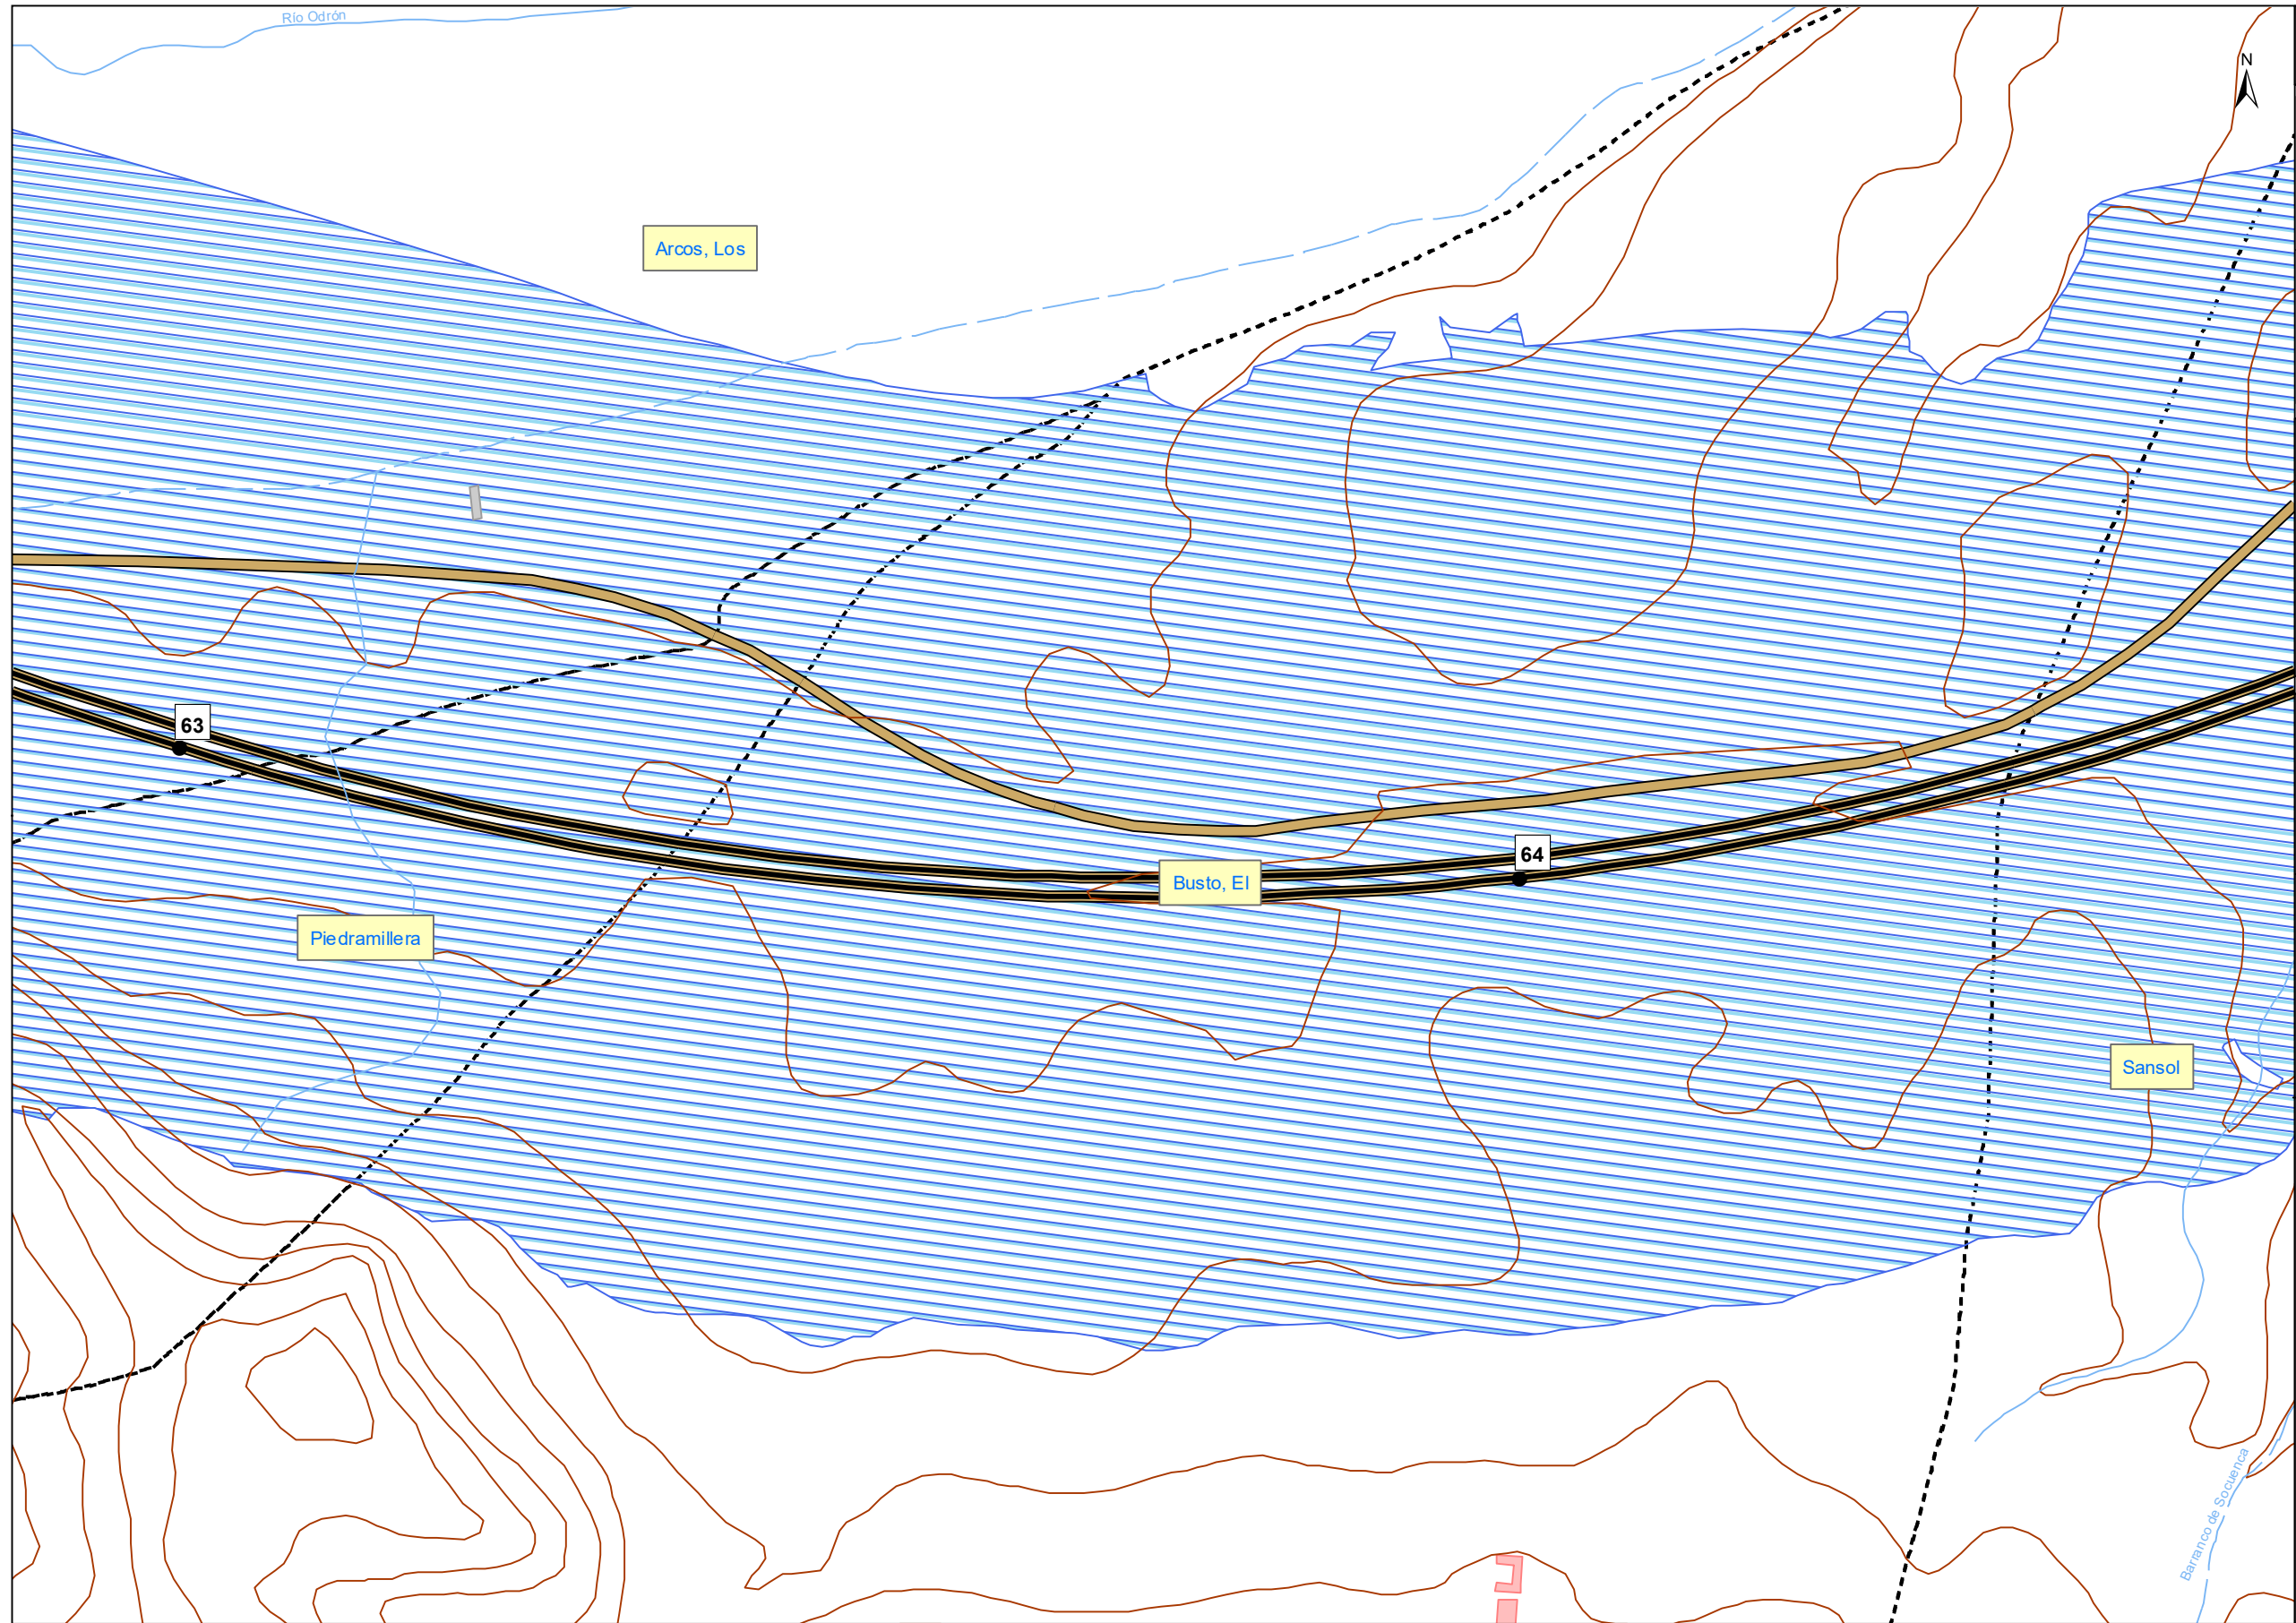 Río Odrón
N
Arcos, Los
63
64
Busto, El
Piedramillera
Sansol
Barranco de Socuenca